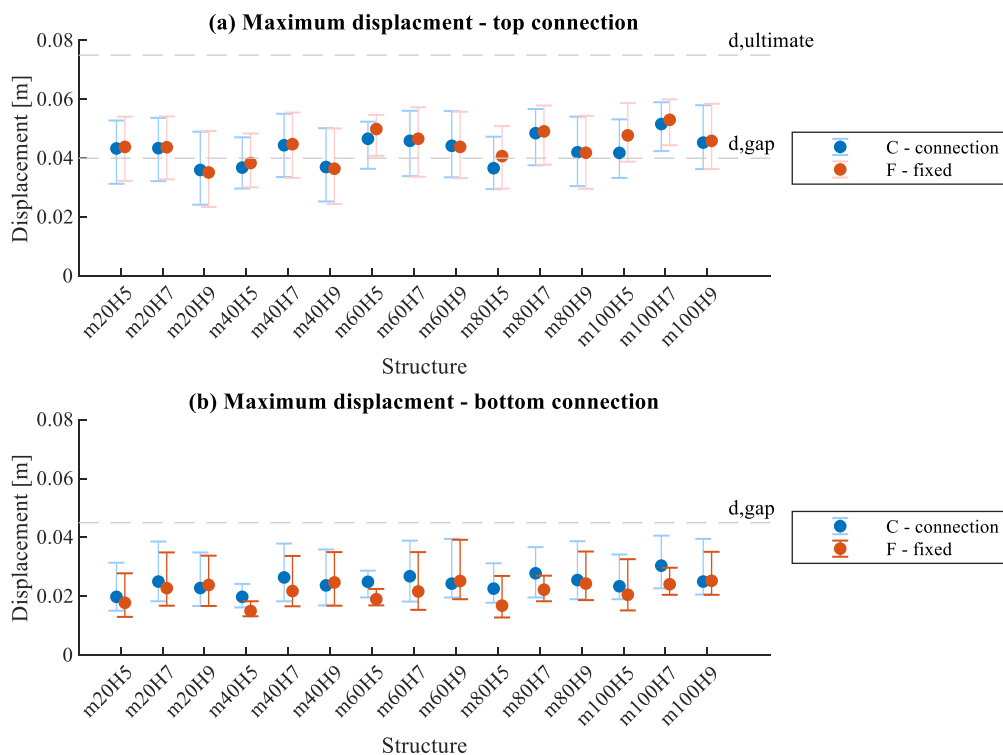 (a) Maximum displacment - top connection
0.08
d,ultimate
0.06
d,gap
0.04
0.02
0
Displacement [m]
m20H5
m20H7
m20H9
m40H5
m40H7
m40H9
m60H5
m60H7
m60H9
m80H5
m80H7
m80H9
m100H5
m100H7
m100H9
Structure
C - connection
F - fixed
(b) Maximum displacment - bottom connection
0.08
0.06
d,gap
0.04
0.02
0
Displacement [m]
m20H5
m20H7
m20H9
m40H5
m40H7
m40H9
m60H5
m60H7
m60H9
m80H5
m80H7
m80H9
m100H5
m100H7
m100H9
Structure
C - connection
F - fixed